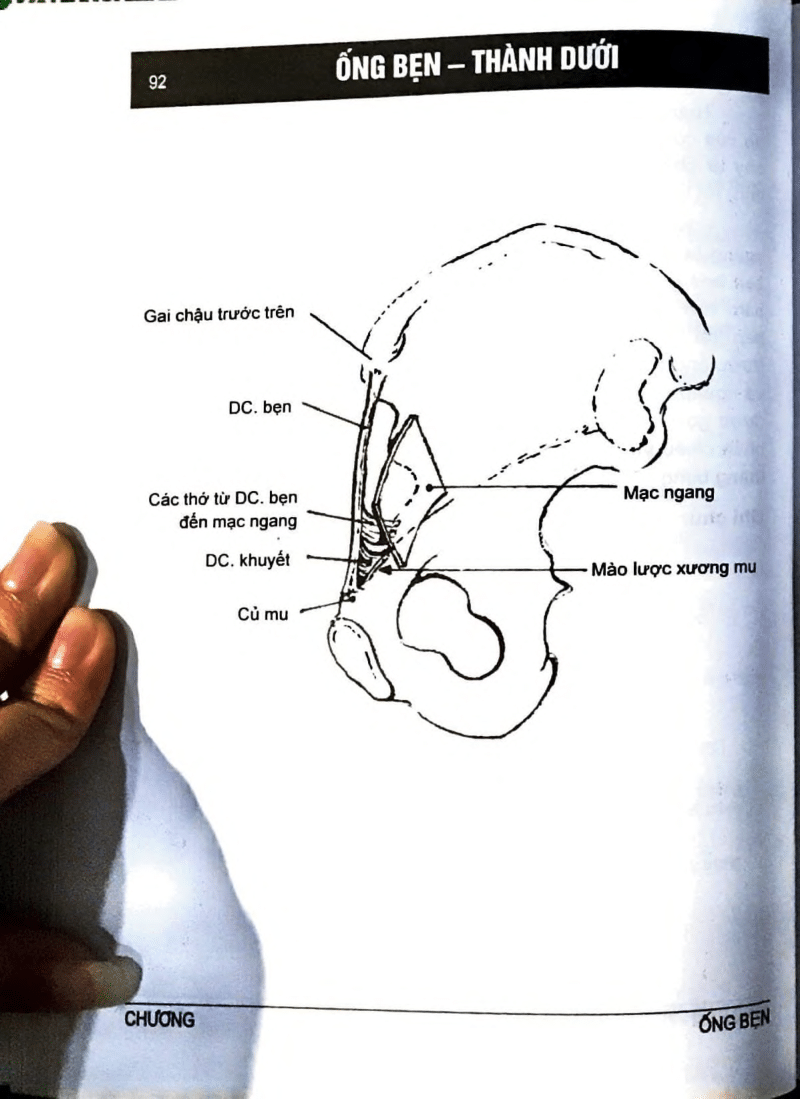 92
ỐNG BẸN – THÀNH DƯỚI
Gai chậu trước trên
DC. bẹn
Các thớ từ DC. bẹn
đến mạc ngang
DC. khuyết
Củ mu
Mạc ngang
Mào lược xương mu
CHƯƠNG
ỐNG BẸN